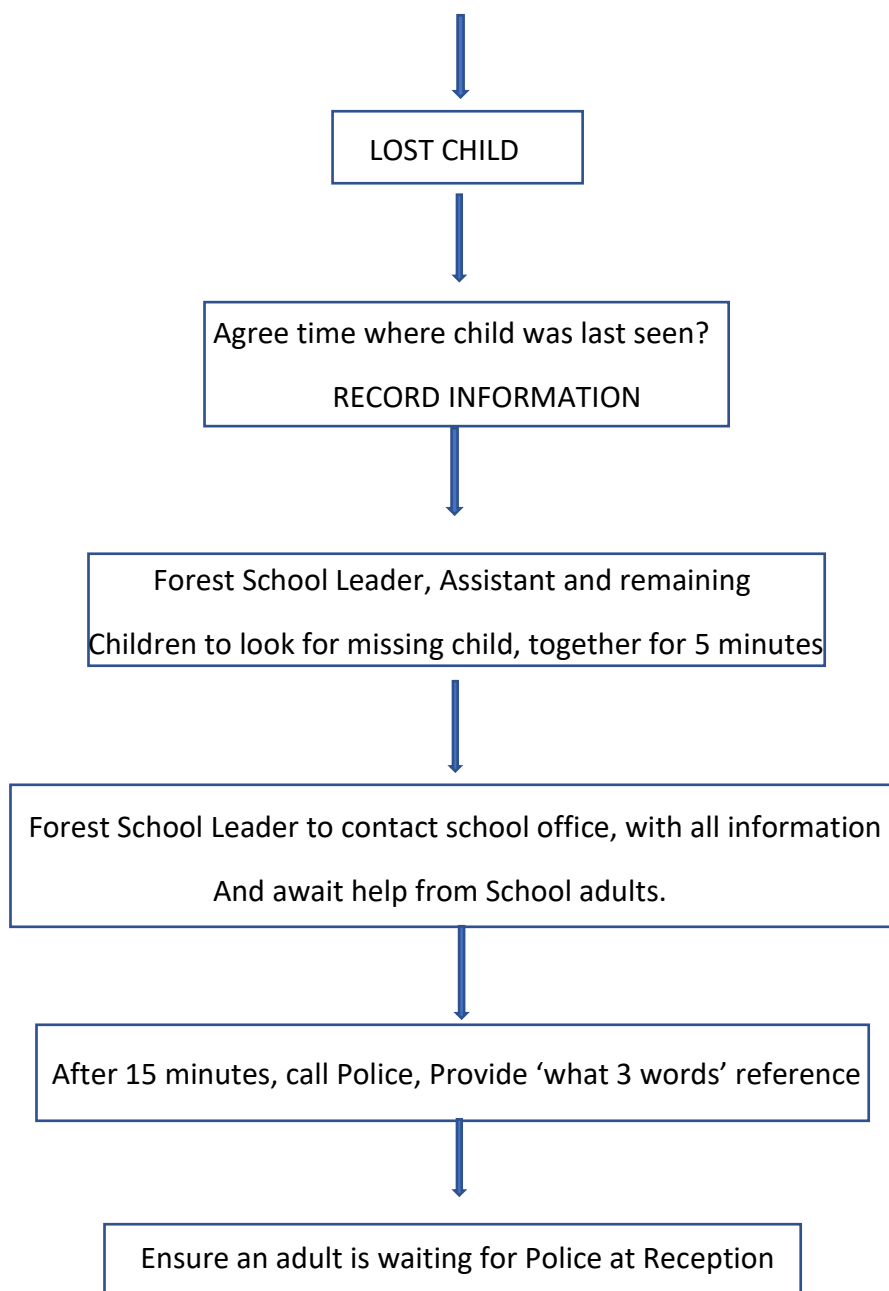 LOST CHILD
Agree time where child was last seen?
RECORD INFORMATION
Forest School Leader, Assistant and remaining
Children to look for missing child, together for 5 minutes
Forest School Leader to contact school office, with all information
And await help from School adults.
After 15 minutes, call Police, Provide ‘what 3 words’ reference
Ensure an adult is waiting for Police at Reception